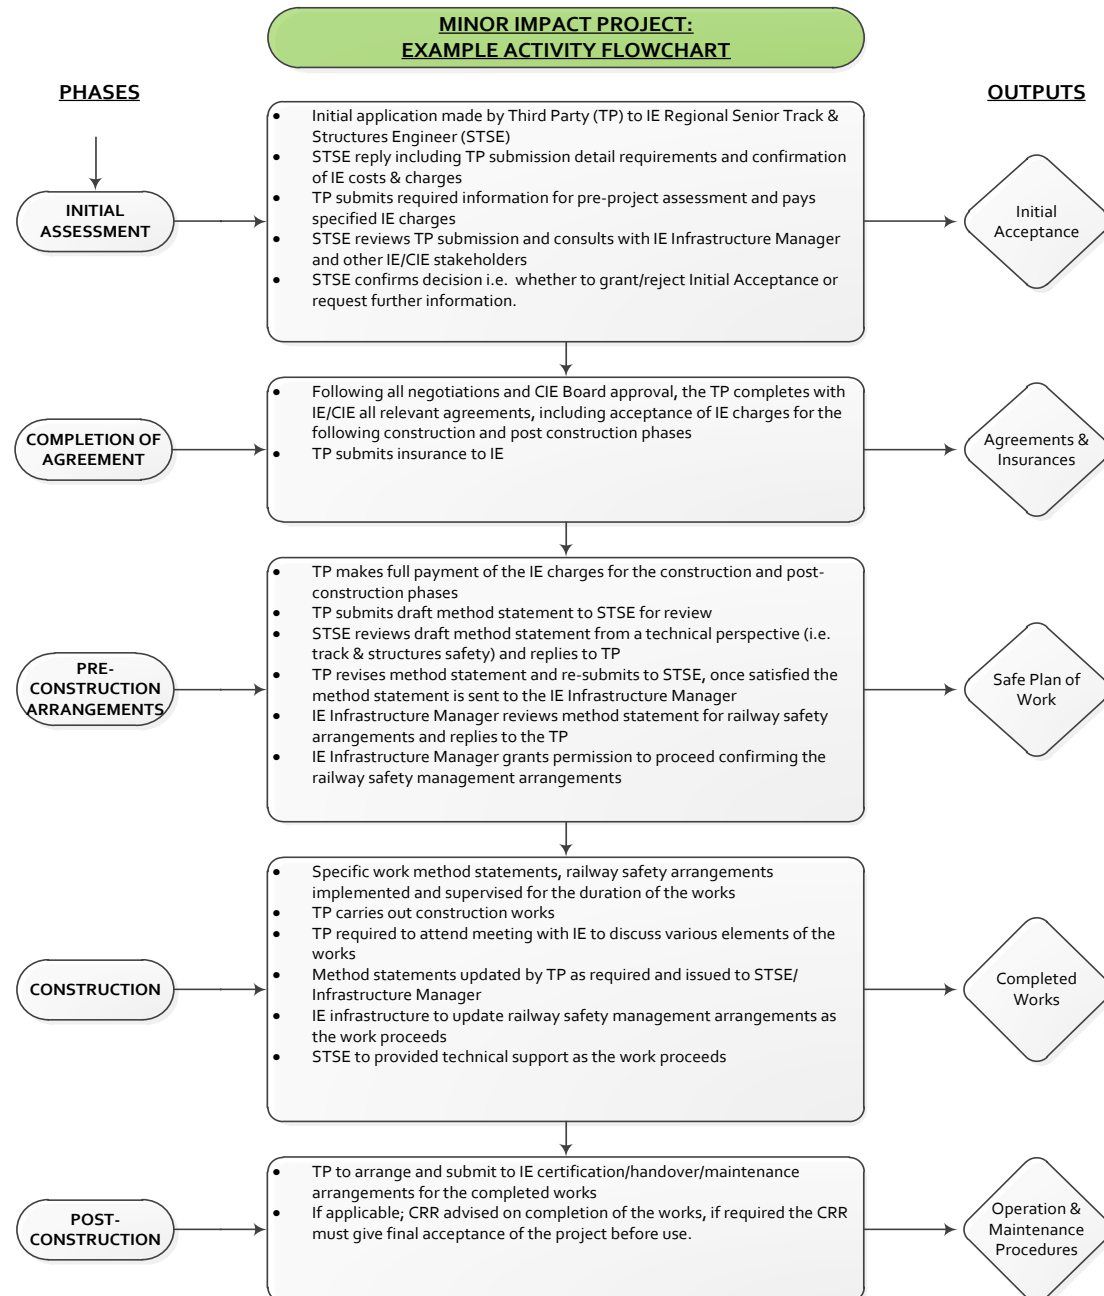 MINOR IMPACT PROJECT:
EXAMPLE ACTIVITY FLOWCHART
PHASES
OUTPUTS
INITIAL
ASSESSMENT
• Initial application made by Third Party (TP) to IE Regional Senior Track &
Structures Engineer (STSE)
• STSE reply including TP submission detail requirements and confirmation
of IE costs & charges
• TP submits required information for pre-project assessment and pays
specified IE charges
• STSE reviews TP submission and consults with IE Infrastructure Manager
and other IE/CIE stakeholders
• STSE confirms decision i.e. whether to grant/reject Initial Acceptance or
request further information.
Initial
Acceptance
COMPLETION OF
AGREEMENT
• Following all negotiations and CIE Board approval, the TP completes with
IE/CIE all relevant agreements, including acceptance of IE charges for the
following construction and post construction phases
• TP submits insurance to IE
Agreements &
Insurances
PRE-
CONSTRUCTION
ARRANGEMENTS
• TP makes full payment of the IE charges for the construction and post-
construction phases
• TP submits draft method statement to STSE for review
• STSE reviews draft method statement from a technical perspective (i.e.
track & structures safety) and replies to TP
• TP revises method statement and re-submits to STSE, once satisfied the
method statement is sent to the IE Infrastructure Manager
• IE Infrastructure Manager reviews method statement for railway safety
arrangements and replies to the TP
• IE Infrastructure Manager grants permission to proceed confirming the
railway safety management arrangements
Safe Plan of
Work
CONSTRUCTION
• Specific work method statements, railway safety arrangements
implemented and supervised for the duration of the works
• TP carries out construction works
• TP required to attend meeting with IE to discuss various elements of the
works
• Method statements updated by TP as required and issued to STSE/
Infrastructure Manager
• IE infrastructure to update railway safety management arrangements as
the work proceeds
• STSE to provided technical support as the work proceeds
Completed
Works
POST-
CONSTRUCTION
• TP to arrange and submit to IE certification/handover/maintenance
arrangements for the completed works
• If applicable; CRR advised on completion of the works, if required the CRR
must give final acceptance of the project before use.
Operation &
Maintenance
Procedures